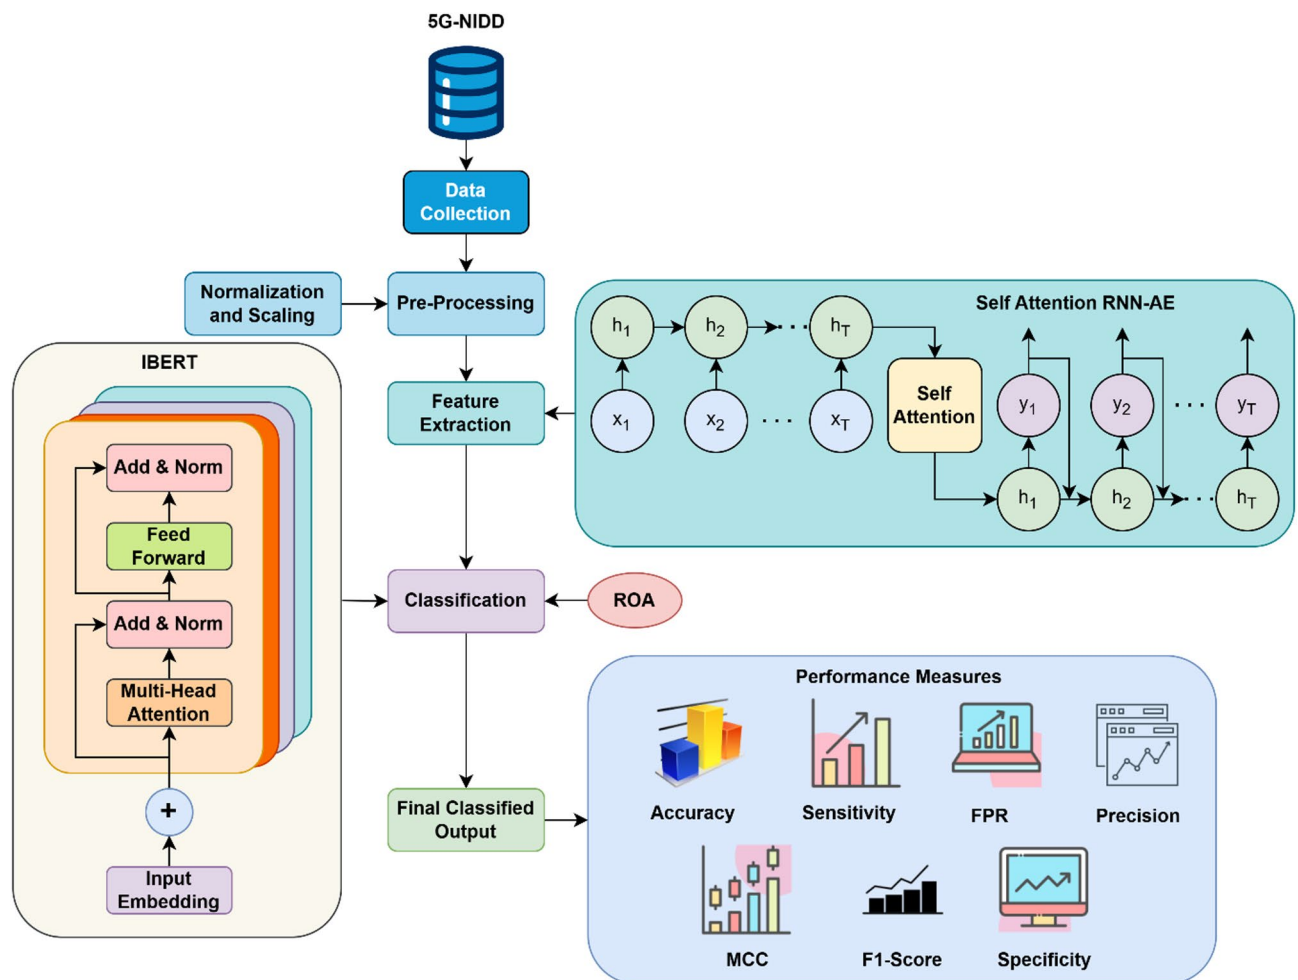 5G-NIDD
Data
Collection
Normalization
and Scaling
Pre-Processing
Feature
Extraction
Self Attention RNN-AE
h1
h2
. . .
hT
x1
x2
. . .
xT
Self
Attention
y1
y2
. . .
yT
h1
h2
. . .
hT
IBERT
Add & Norm
Feed
Forward
Add & Norm
Multi-Head
Attention
+
Input
Embedding
Classification
ROA
Final Classified
Output
Performance Measures
Accuracy
Sensitivity
FPR
Precision
MCC
F1-Score
Specificity